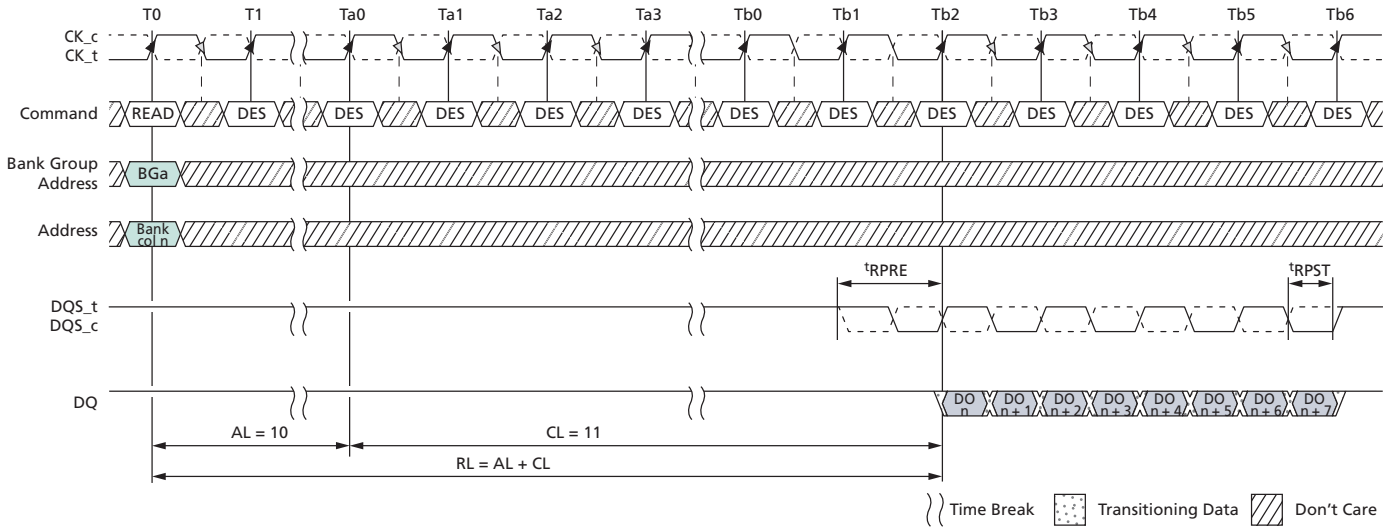 T0 T1 Ta0 Ta1 Ta2 Ta3 Tb0 Tb1 Tb2 Tb3 Tb4 Tb5 Tb6
CK_c
CK_t
Command READ DES DES DES DES DES DES DES DES DES DES DES DES
Bank Group
Address
BGa
Address
Bank
col n
tRPRE tRPST
DQS_t
DQS_c
DQ
DO DO DO DO DO DO DO DO
n n + 1 n + 2 n + 3 n + 4 n + 5 n + 6 n + 7
AL = 10 CL = 11
RL = AL + CL
Time Break Transitioning Data Don't Care